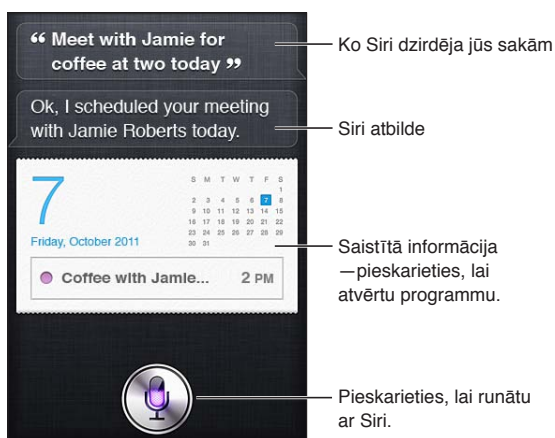 “ Meet with Jamie for
coffee at two today ”
Ko Siri dzirdēja jūs sakām
Ok, I scheduled your meeting
with Jamie Roberts today.
Siri atbilde
7
Friday, October 2011
S M T W T F S
1
2 3 4 5 6 7 8
9 10 11 12 13 14 15
16 17 18 19 20 21 22
23 24 25 26 27 28 29
30 31
Coffee with Jamie... 2 PM
Saistītā informācija
—pieskarieties, lai
atvērtu programmu.
Pieskarieties, lai runātu
ar Siri.